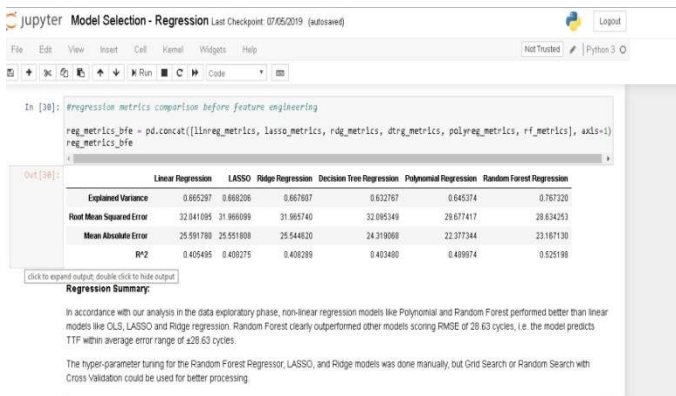 jupyter Model Selection - Regression Last Checkpoint: 07/05/2019 (autosaved) Logout
File Edit View Insert Cell Kernel Widgets Help Not Trusted Python 3
Run C Code
In [30]: #regression metrics comparison before feature engineering
reg_metrics_bfe = pd.concat([linreg_metrics, lasso_metrics, rdg_metrics, dtrg_metrics, polyreg_metrics, rf_metrics], axis=1)
reg_metrics_bfe
Out[30]:
Linear Regression LASSO Ridge Regression Decision Tree Regression Polynomial Regression Random Forest Regression
Explained Variance 0.665297 0.668206 0.667607 0.632767 0.645374 0.767320
Root Mean Squared Error 32.041095 31.966099 31.965740 32.095349 29.677417 28.634253
Mean Absolute Error 25.591780 25.551808 25.544620 24.319068 22.377344 23.167130
R^2 0.405495 0.408275 0.408289 0.403480 0.489974 0.525198
click to expand output; double click to hide output
Regression Summary:
In accordance with our analysis in the data exploratory phase, non-linear regression models like Polynomial and Random Forest performed better than linear
models like OLS, LASSO and Ridge regression. Random Forest clearly outperformed other models scoring RMSE of 28.63 cycles, i.e. the model predicts
TTF within average error range of ±28.63 cycles.
The hyper-parameter tuning for the Random Forest Regressor, LASSO, and Ridge models was done manually, but Grid Search or Random Search with
Cross Validation could be used for better processing.